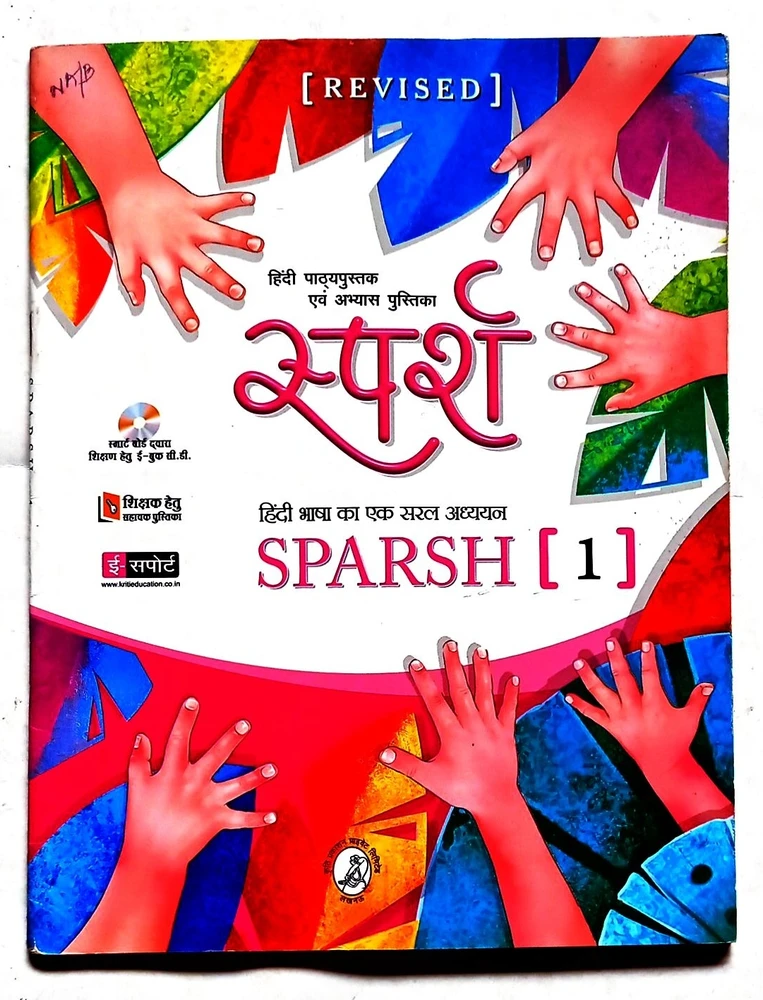 [ REVISED ]
हिंदी पाठ्यपुस्तक
एवं अभ्यास पुस्तिका
स्पर्श
स्मार्ट बोर्ड द्वारा
शिक्षण हेतु ई-बुक सी.डी.
शिक्षक हेतु
सहायक पुस्तिका
ई-सपोर्ट
www.kritieducation.co.in
हिंदी भाषा का एक सरल अध्ययन
SPARSH [ 1 ]
लखनऊ